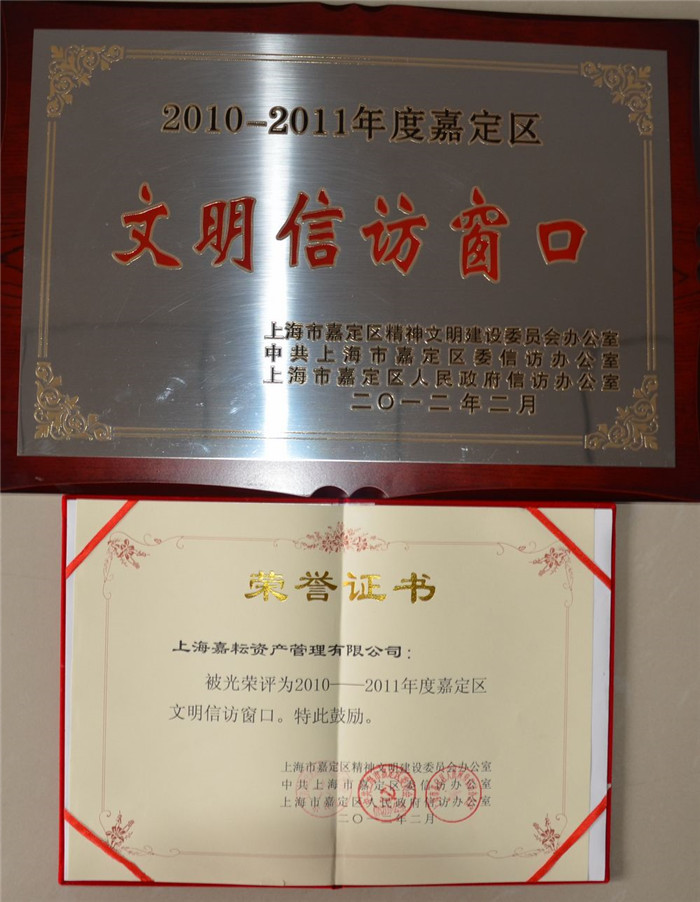 2010-2011年度嘉定区
文明信访窗口
上海市嘉定区精神文明建设委员会办公室
中共上海市嘉定区委信访办公室
上海市嘉定区人民政府信访办公室
二〇一二年二月
荣誉证书
上海嘉耘资产管理有限公司：
被光荣评为2010——2011年度嘉定区
文明信访窗口。特此鼓励。
上海市嘉定区精神文明建设委员会办公室
中共上海市嘉定区委信访办公室
上海市嘉定区人民政府信访办公室
二〇 年二月